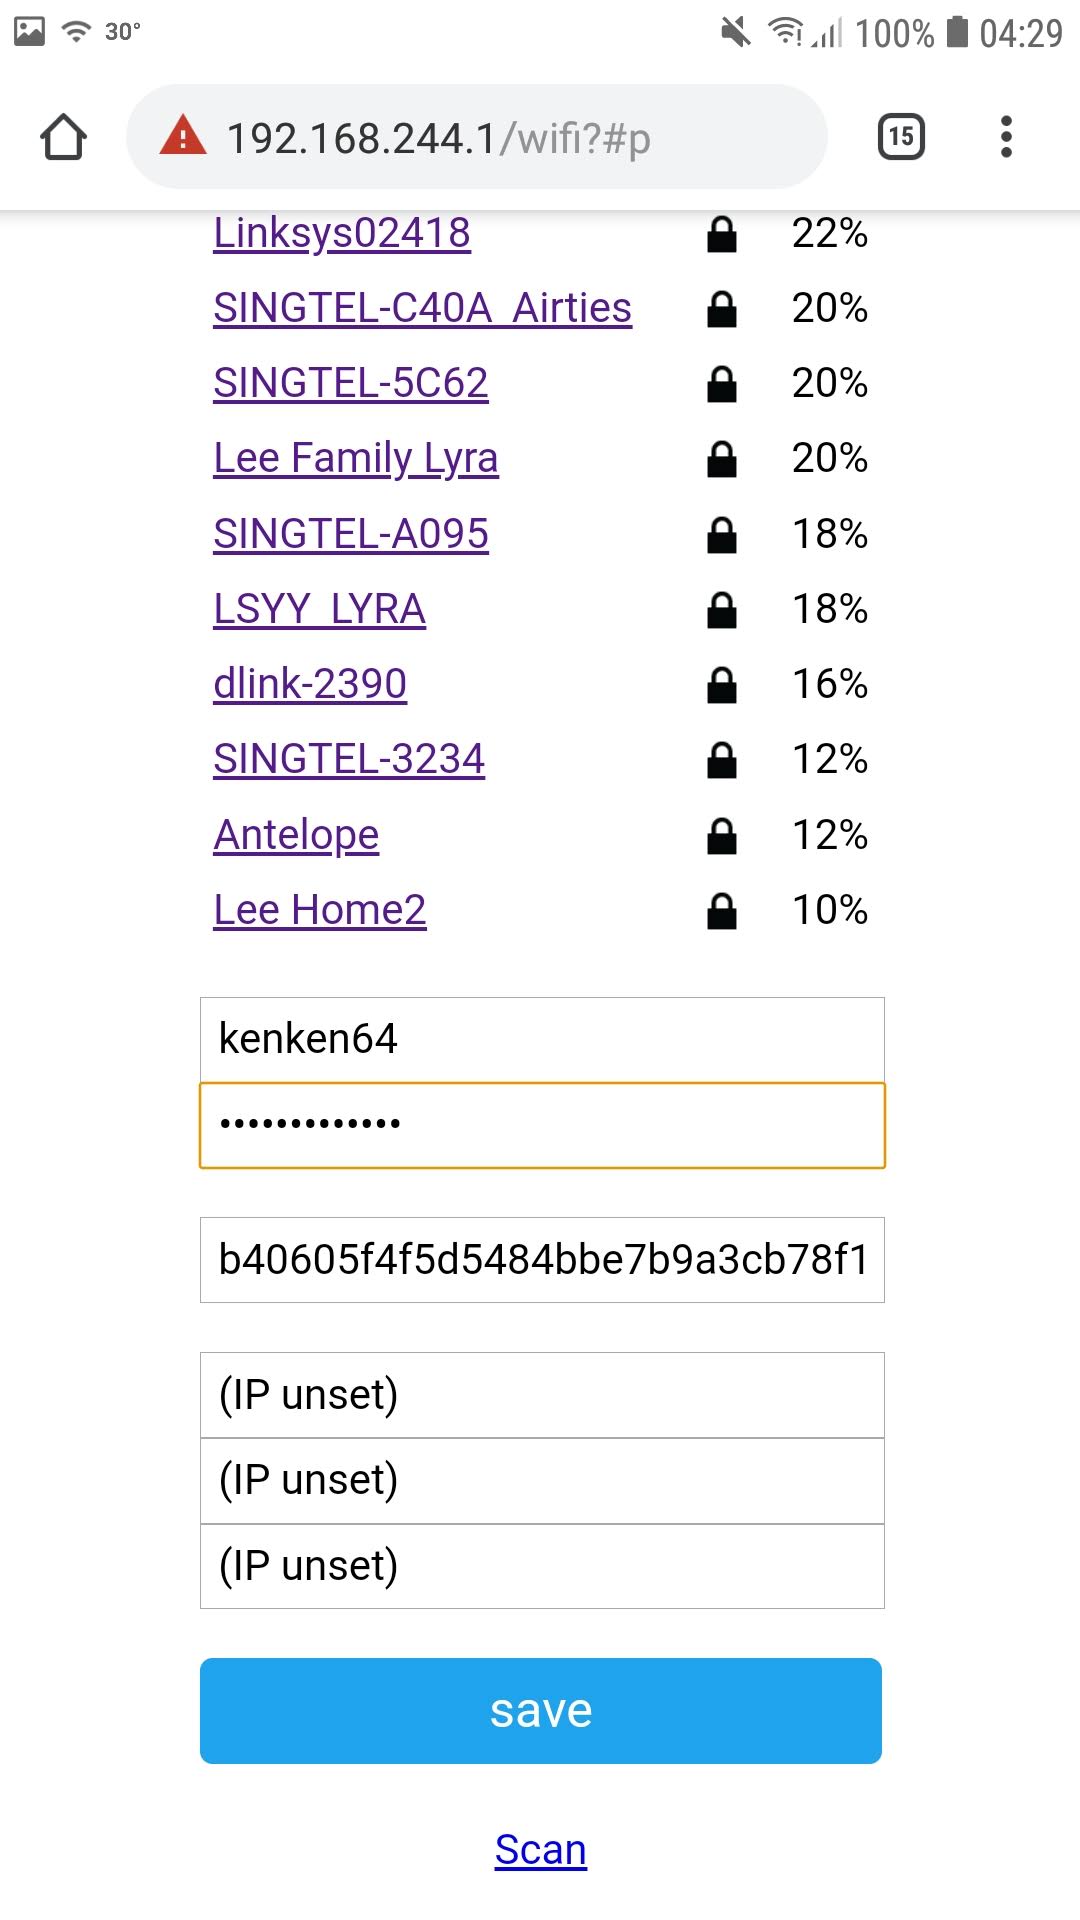 30°
100% 04:29
192.168.244.1/wifi?#p
15
Linksys02418 22%
SINGTEL-C40A_Airties 20%
SINGTEL-5C62 20%
Lee Family Lyra 20%
SINGTEL-A095 18%
LSYY_LYRA 18%
dlink-2390 16%
SINGTEL-3234 12%
Antelope 12%
Lee Home2 10%
kenken64
•••••••••••••
b40605f4f5d5484bbe7b9a3cb78f1
(IP unset)
(IP unset)
(IP unset)
save
Scan